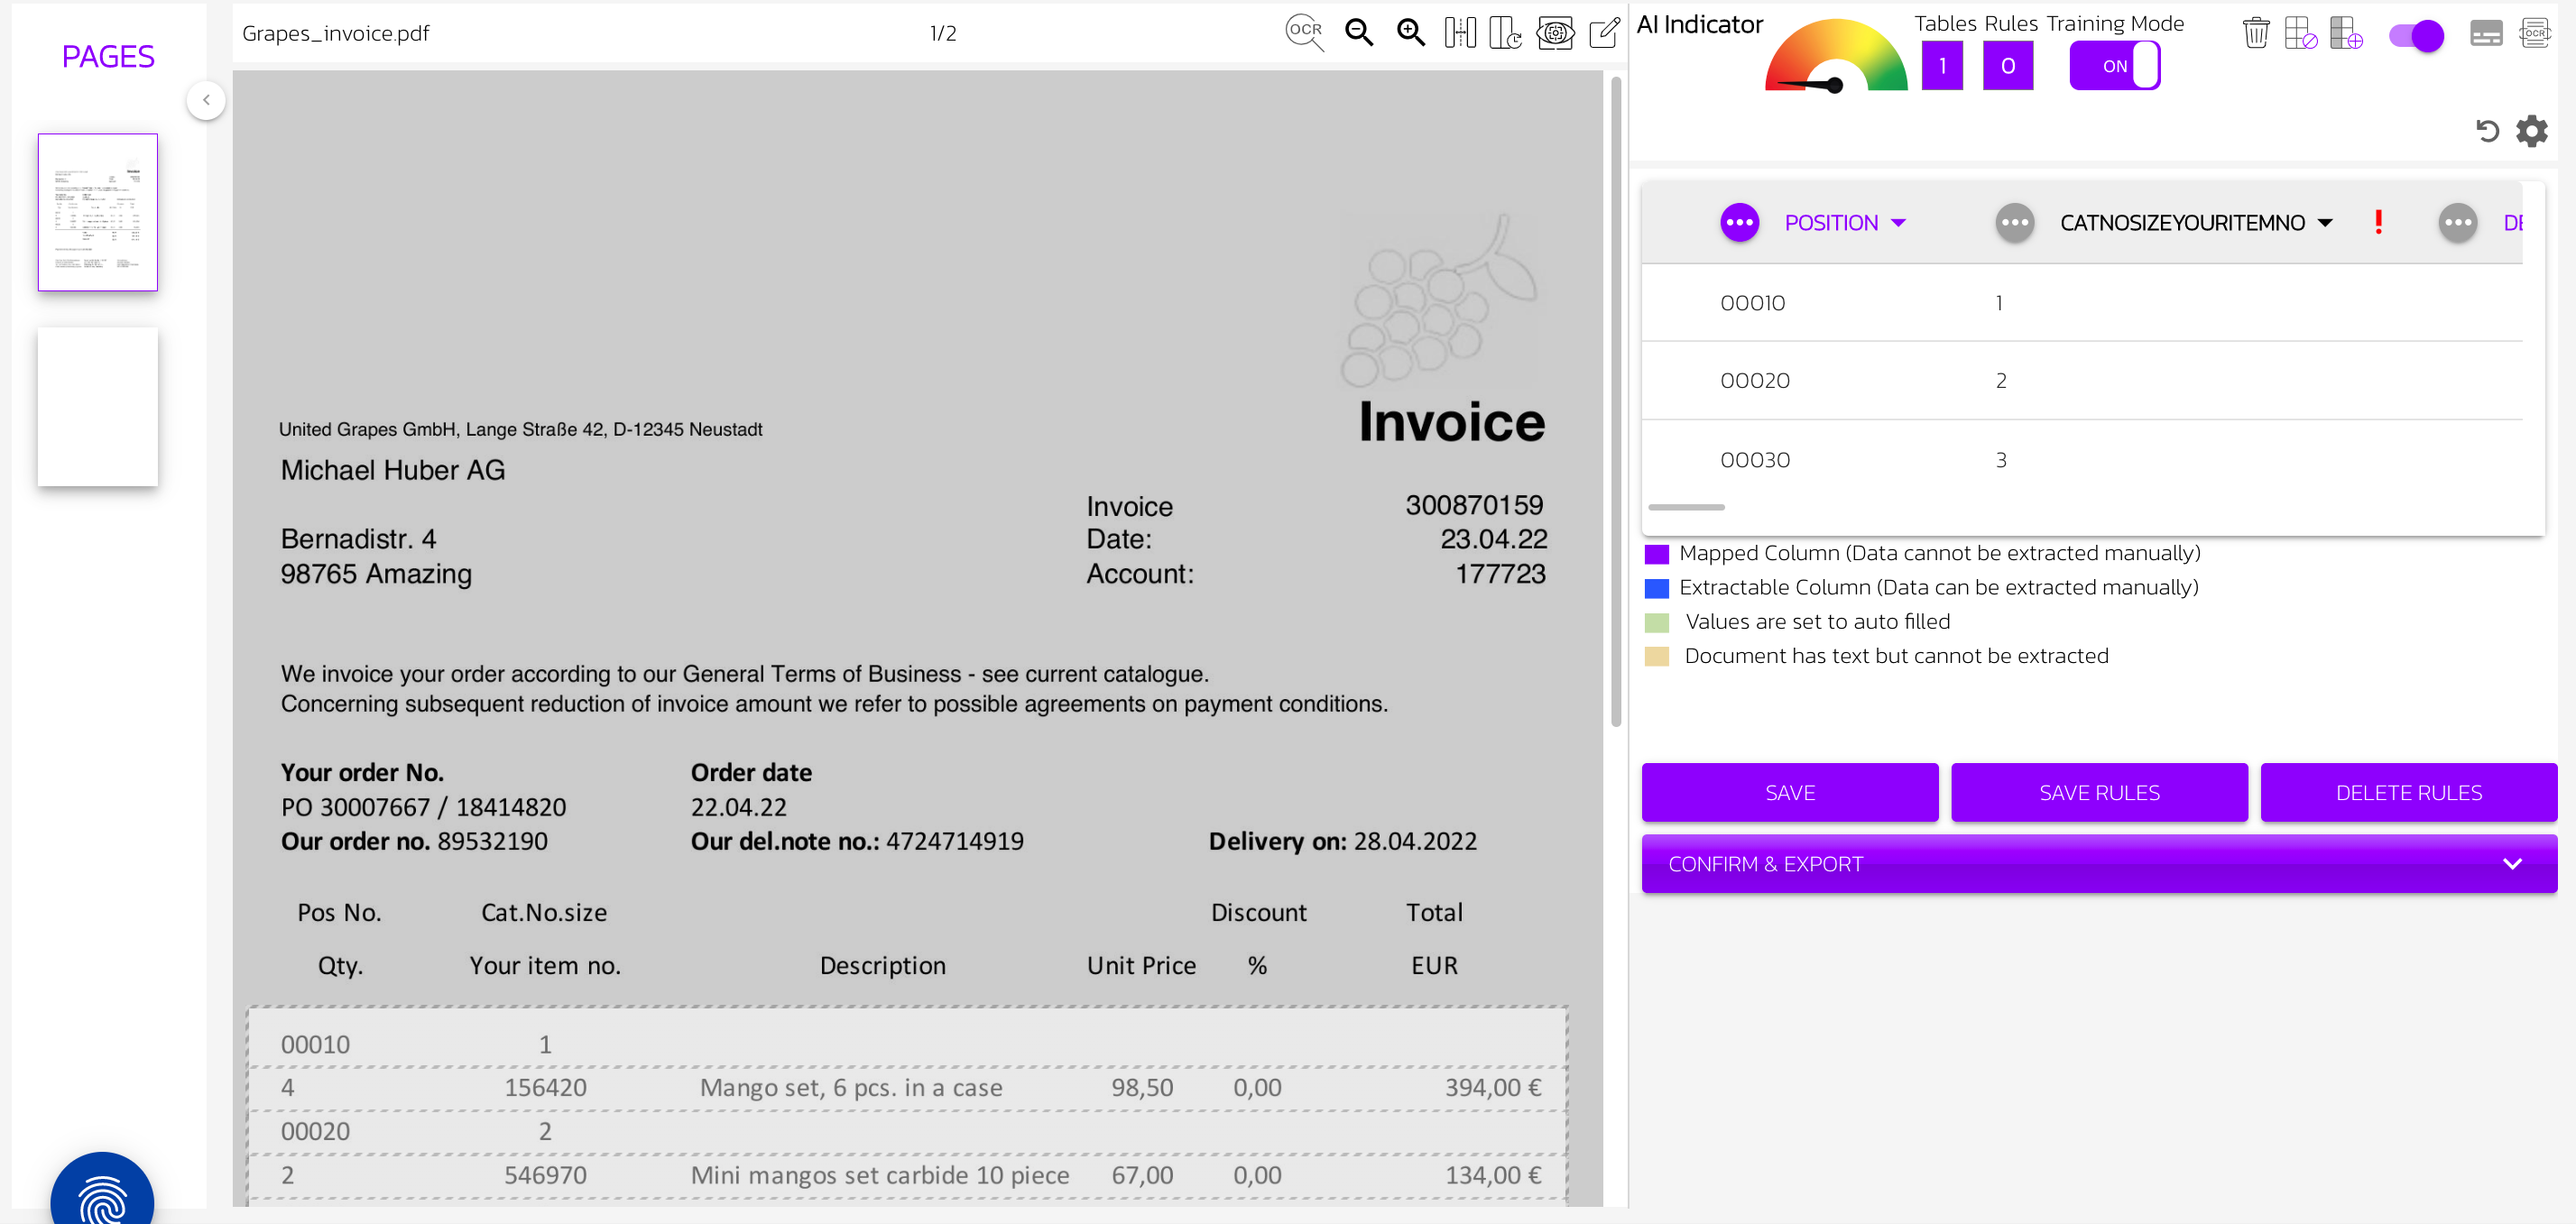 PAGES
Grapes_invoice.pdf
1/2
OCR
AI Indicator
Tables Rules Training Mode
1 0 ON
OCR
POSITION CATNOSIZEYOURITEMNO ! DE
00010 1
00020 2
00030 3
Mapped Column (Data cannot be extracted manually)
Extractable Column (Data can be extracted manually)
Values are set to auto filled
Document has text but cannot be extracted
SAVE SAVE RULES DELETE RULES
CONFIRM & EXPORT
Invoice
United Grapes GmbH, Lange Straße 42, D-12345 Neustadt
Michael Huber AG
Invoice 300870159
Bernadistr. 4 Date: 23.04.22
98765 Amazing Account: 177723
We invoice your order according to our General Terms of Business - see current catalogue.
Concerning subsequent reduction of invoice amount we refer to possible agreements on payment conditions.
Your order No. Order date
PO 30007667 / 18414820 22.04.22
Our order no. 89532190 Our del.note no.: 4724714919 Delivery on: 28.04.2022
Pos No. Cat.No.size Discount Total
Qty. Your item no. Description Unit Price % EUR
00010 1
4 156420 Mango set, 6 pcs. in a case 98,50 0,00 394,00 €
00020 2
2 546970 Mini mangos set carbide 10 piece 67,00 0,00 134,00 €